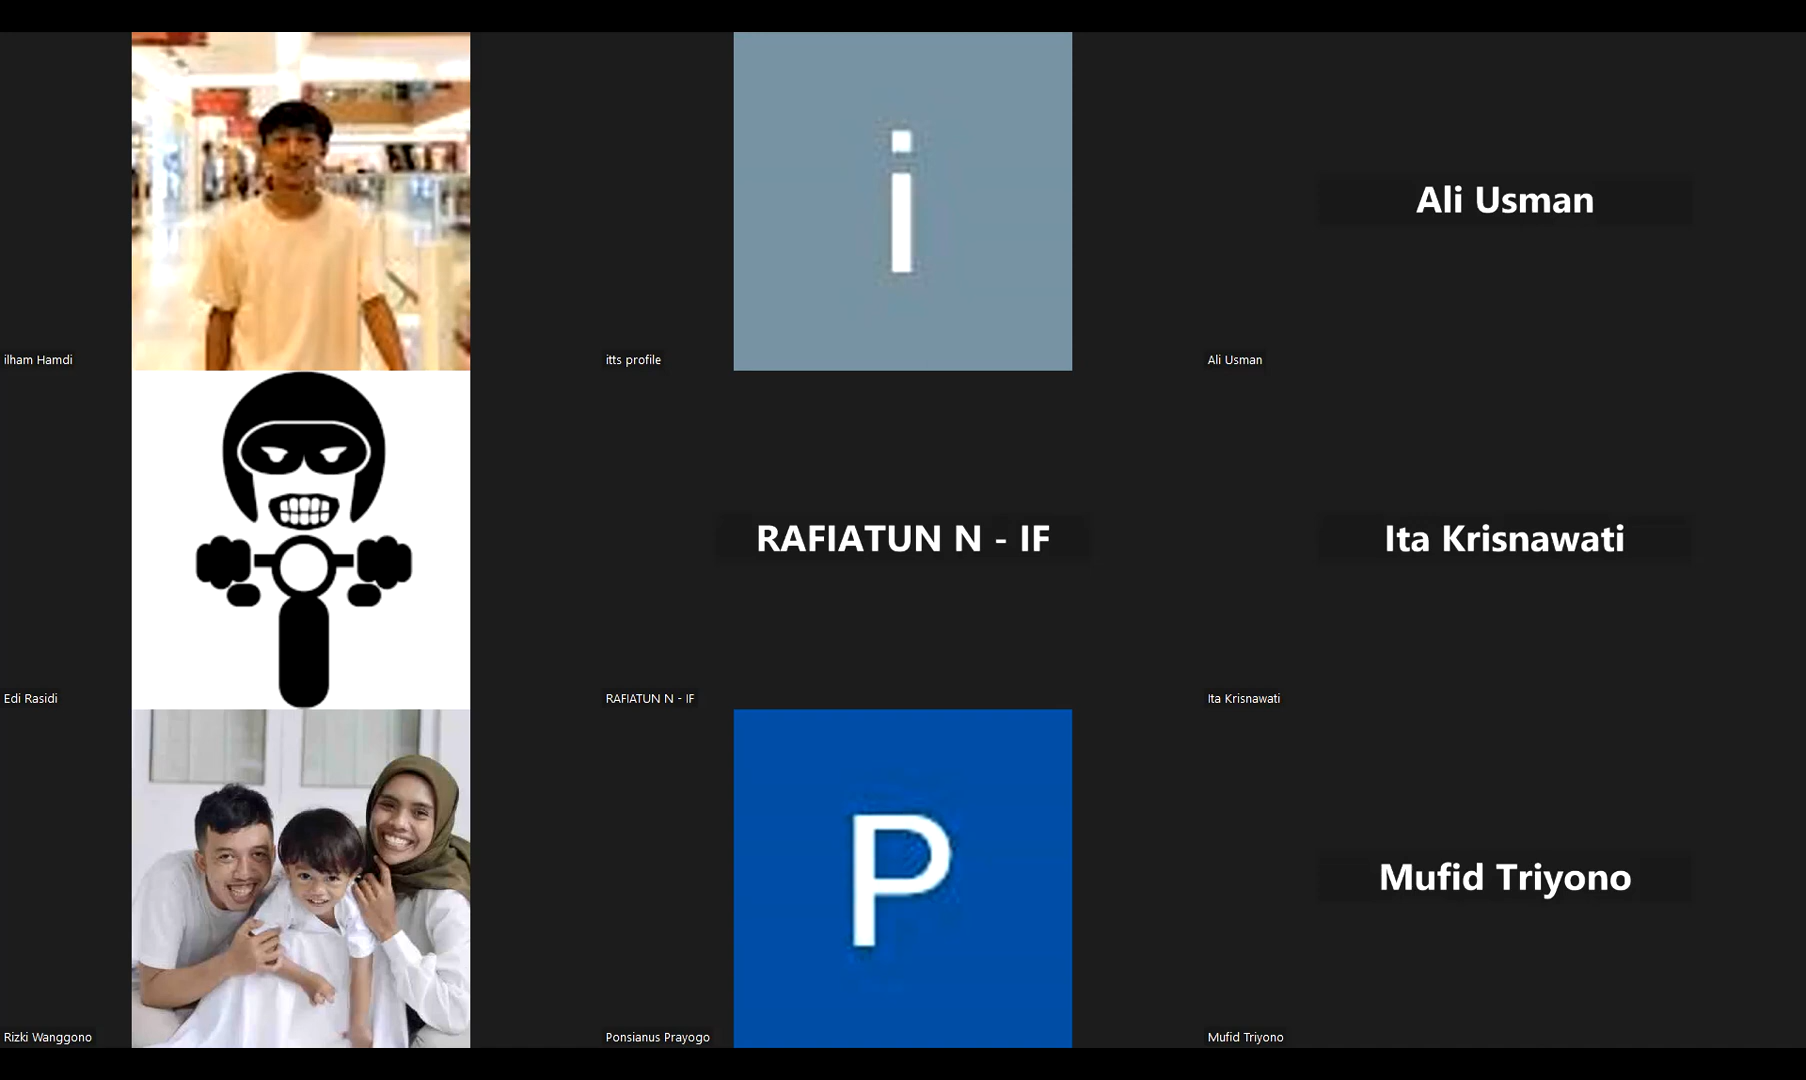 i
Ali Usman
ilham Hamdi
itts profile
Ali Usman
RAFIATUN N - IF
Ita Krisnawati
Edi Rasidi
RAFIATUN N - IF
Ita Krisnawati
P
Mufid Triyono
Rizki Wanggono
Ponsianus Prayogo
Mufid Triyono